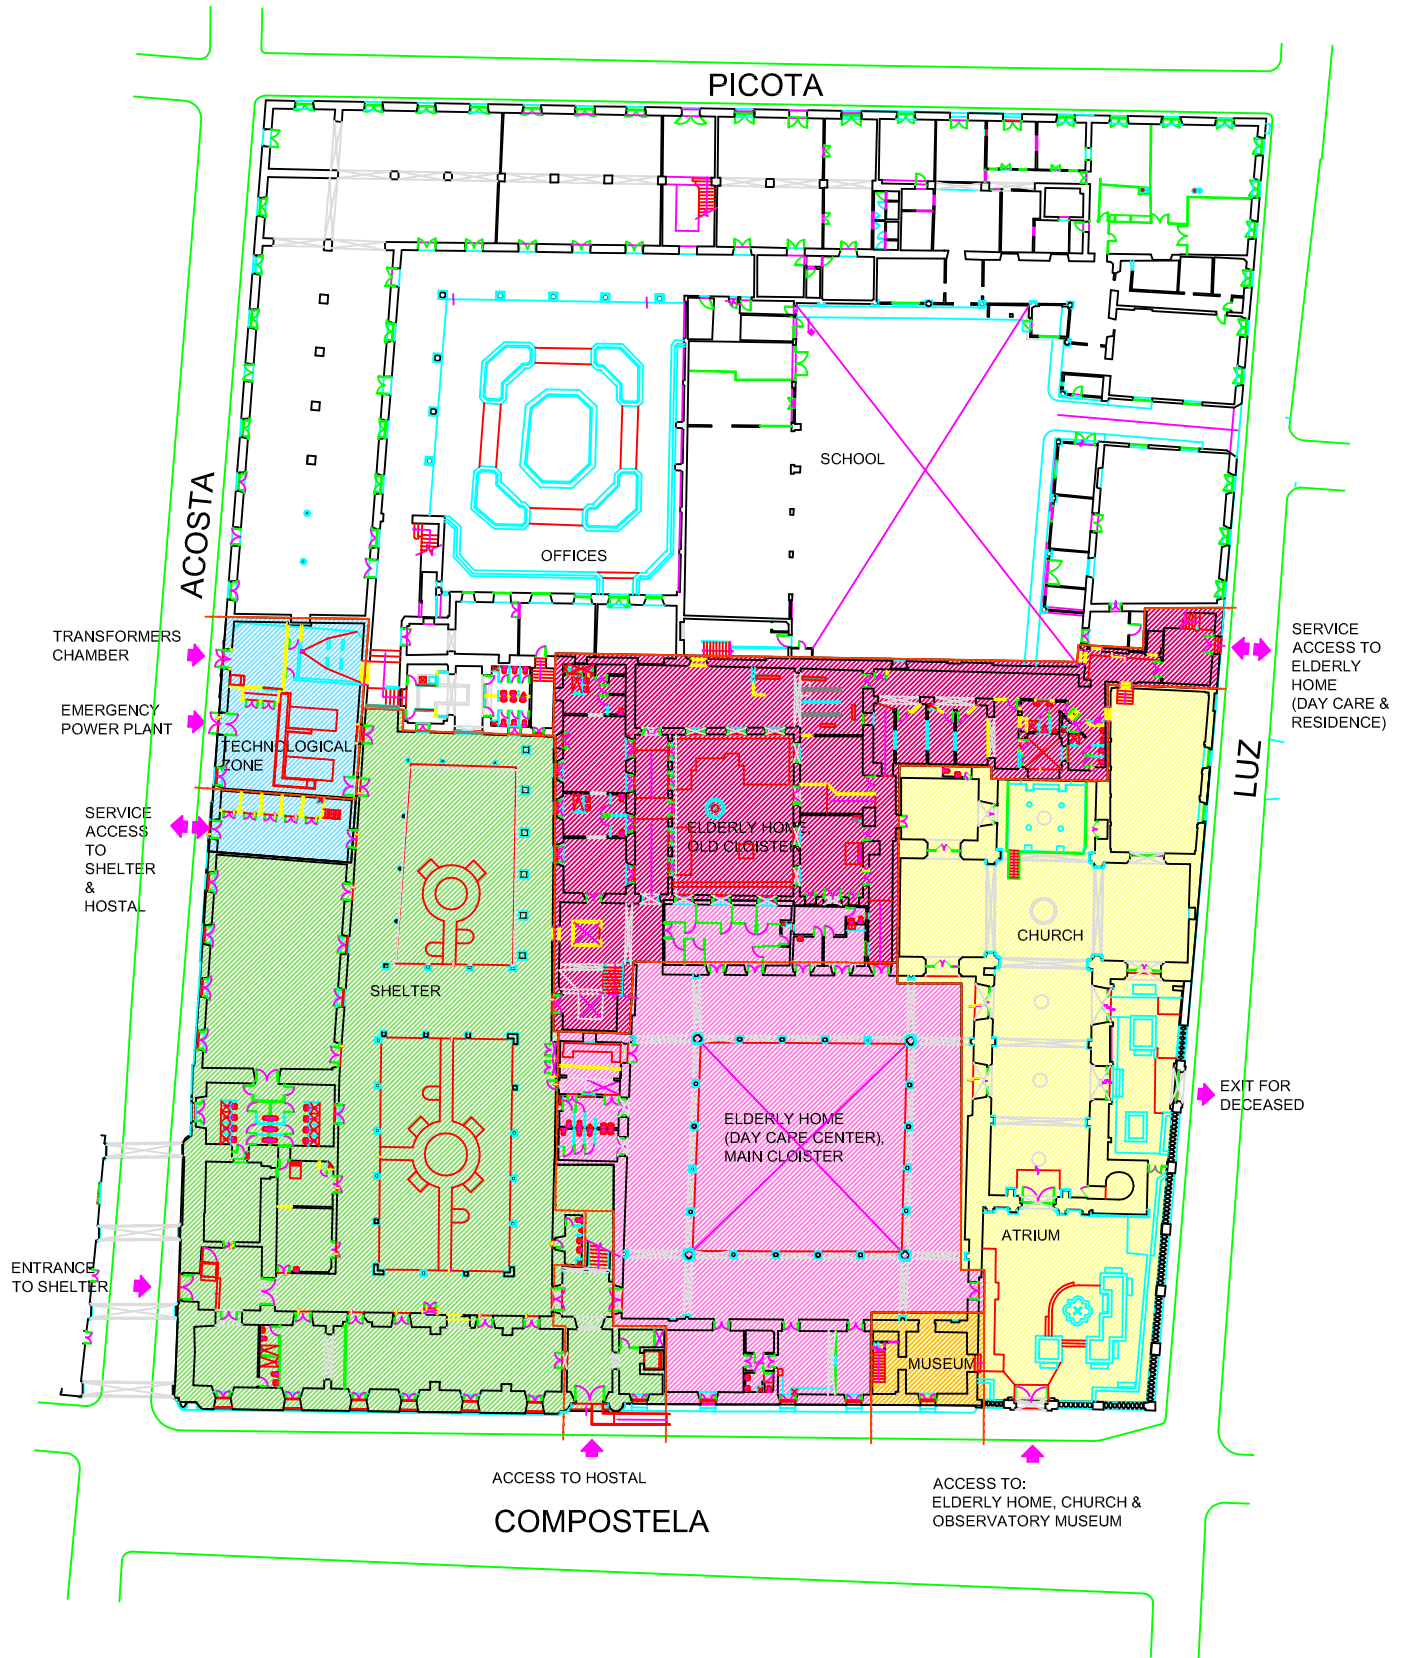 PICOTA
SCHOOL
ACOSTA
OFFICES
TRANSFORMERS
CHAMBER
SERVICE
ACCESS TO
ELDERLY
HOME
(DAY CARE &
RESIDENCE)
EMERGENCY
POWER PLANT
TECHNOLOGICAL
ZONE
LUZ
SERVICE
ACCESS
TO
SHELTER
&
HOSTAL
ELDERLY HOME,
OLD CLOISTER
CHURCH
SHELTER
EXIT FOR
DECEASED
ELDERLY HOME
(DAY CARE CENTER),
MAIN CLOISTER
ATRIUM
ENTRANCE
TO SHELTER
MUSEUM
ACCESS TO HOSTAL
ACCESS TO:
ELDERLY HOME, CHURCH &
OBSERVATORY MUSEUM
COMPOSTELA